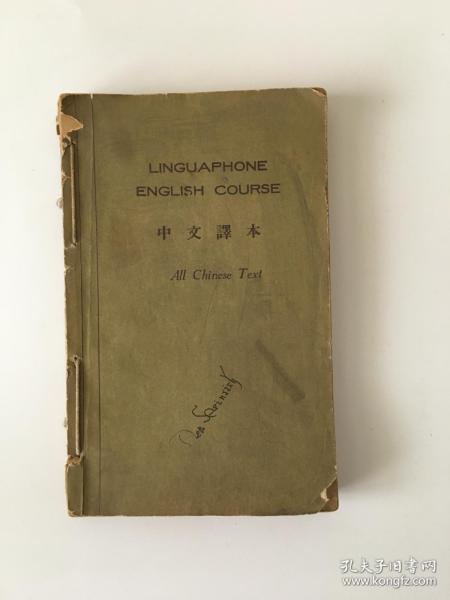 LINGUAPHONE
ENGLISH COURSE
中文譯本
All Chinese Text
孔夫子旧书网
www.kongfz.com